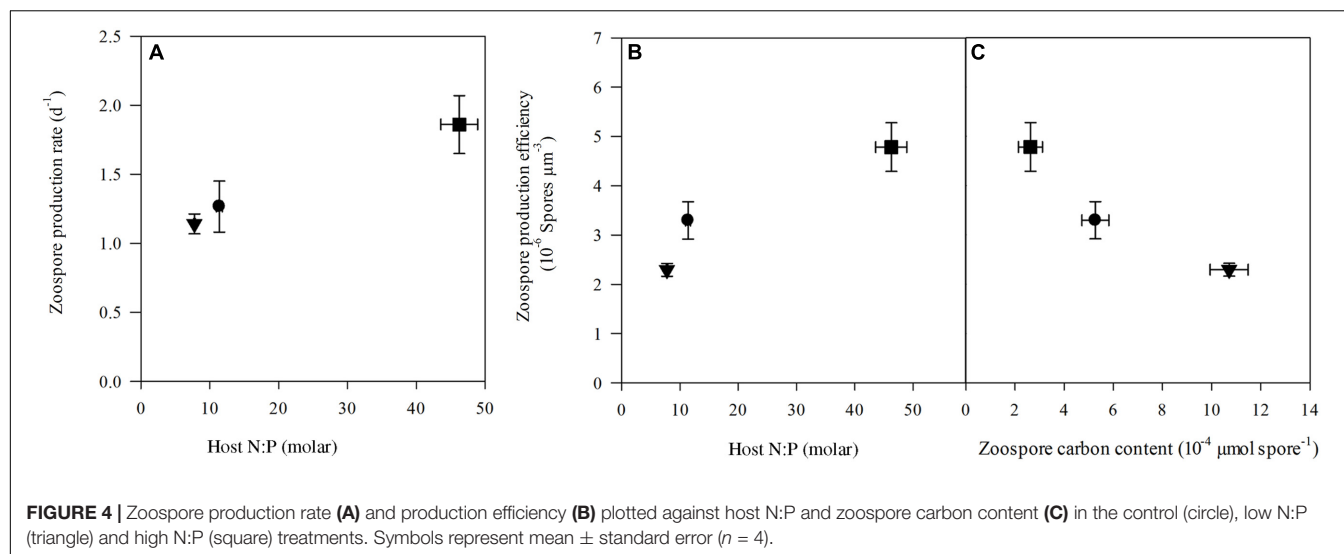 A
2.5
2.0
1.5
1.0
0.5
0.0
Zoospore production rate (d⁻¹)
0 10 20 30 40 50
Host N:P (molar)
B
7
6
5
4
3
2
1
0
Zoospore production efficiency
(10⁻⁶ Spores μm⁻³)
0 10 20 30 40 50
Host N:P (molar)
C
0 2 4 6 8 10 12 14
Zoospore carbon content (10⁻⁴ μmol spore⁻¹)
FIGURE 4 | Zoospore production rate (A) and production efficiency (B) plotted against host N:P and zoospore carbon content (C) in the control (circle), low N:P
(triangle) and high N:P (square) treatments. Symbols represent mean ± standard error (n = 4).